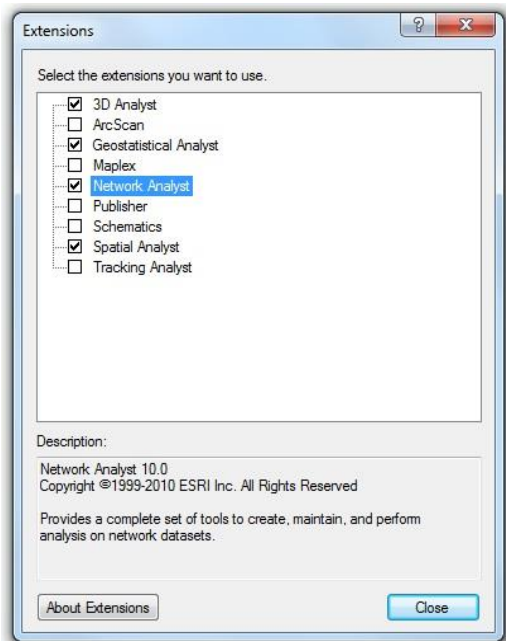 Extensions
Select the extensions you want to use.
3D Analyst
ArcScan
Geostatistical Analyst
Maplex
Network Analyst
Publisher
Schematics
Spatial Analyst
Tracking Analyst
Description:
Network Analyst 10.0
Copyright ©1999-2010 ESRI Inc. All Rights Reserved
Provides a complete set of tools to create, maintain, and perform
analysis on network datasets.
About Extensions
Close